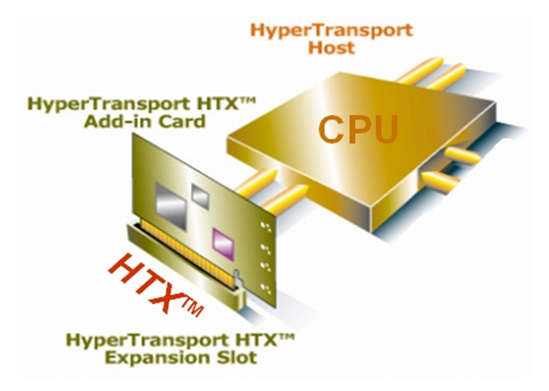 HyperTransport
Host
HyperTransport HTX™
Add-in Card
CPU
HTX™
HyperTransport HTX™
Expansion Slot